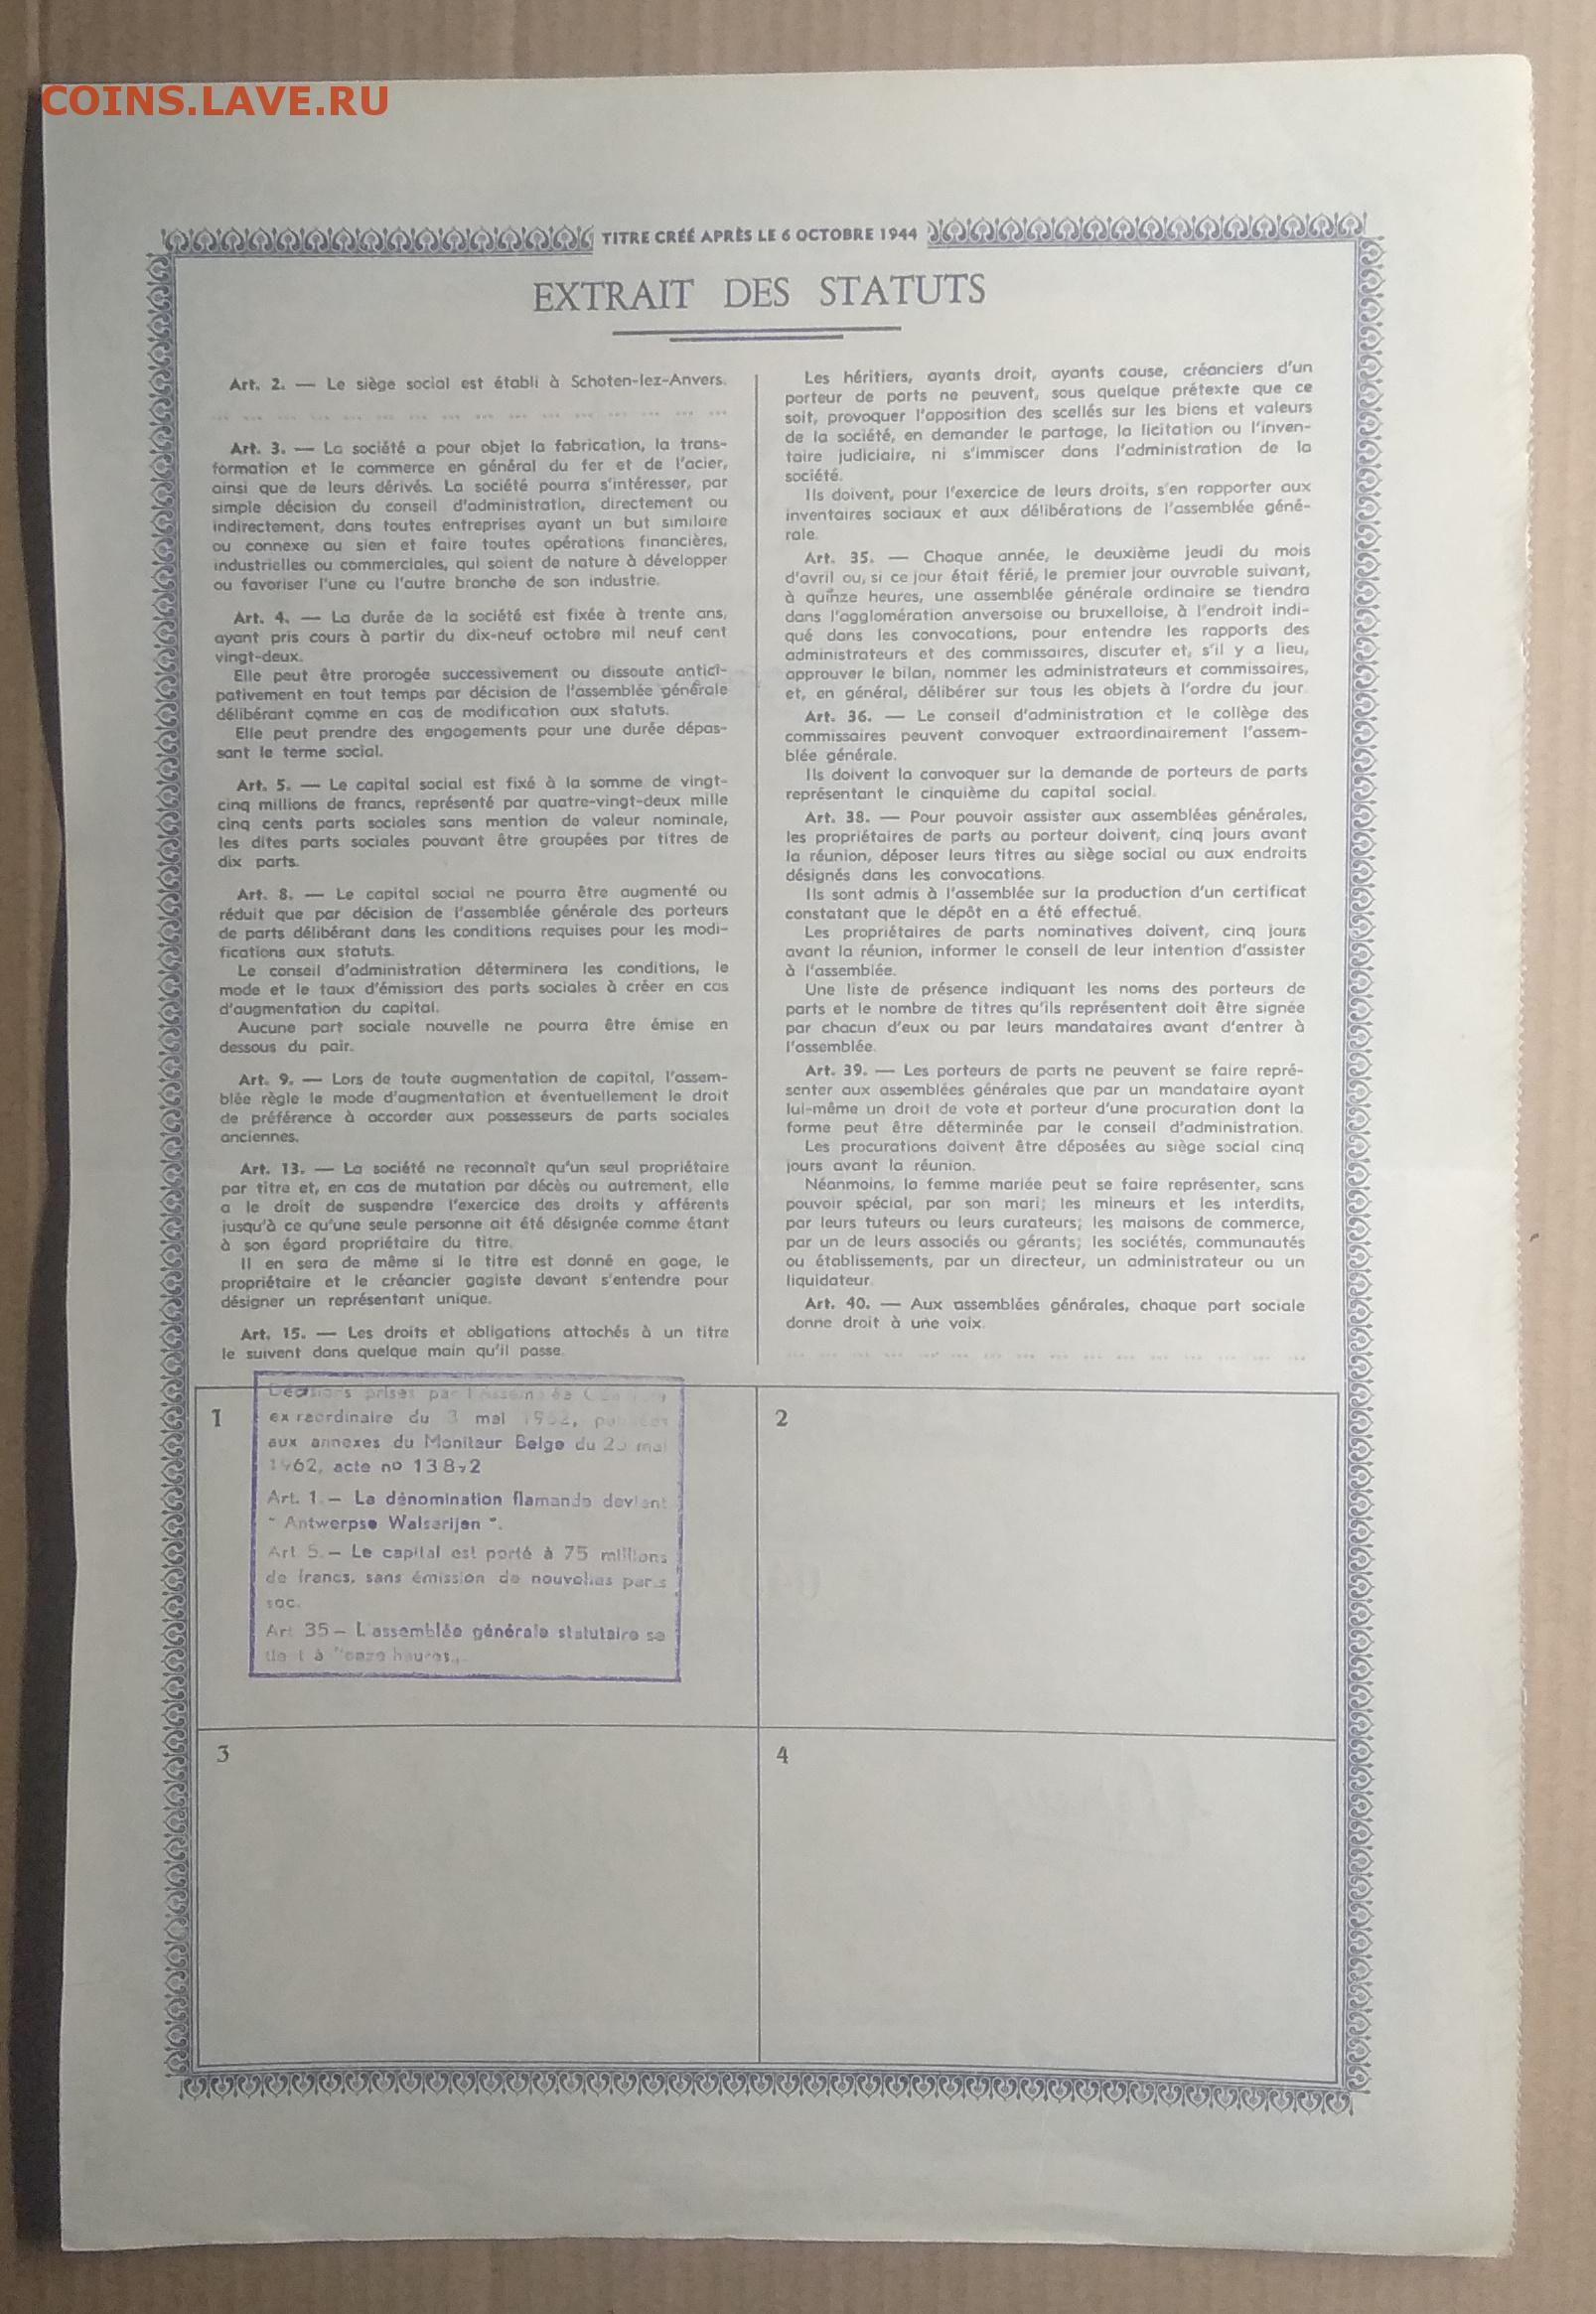 COINS.LAVE.RU
TITRE CRÉÉ APRÈS LE 6 OCTOBRE 1944
EXTRAIT DES STATUTS
Art. 2. — Le siège social est établi à Schoten-lez-Anvers.
... ... ... ... ... ... ... ... ... ... ... ... ... ... ... ... ...
Art. 3. — La société a pour objet la fabrication, la trans-
formation et le commerce en général du fer et de l'acier,
ainsi que de leurs dérivés. La société pourra s'intéresser, par
simple décision du conseil d'administration, directement ou
indirectement, dans toutes entreprises ayant un but similaire
ou connexe au sien et faire toutes opérations financières,
industrielles ou commerciales, qui soient de nature à développer
ou favoriser l'une ou l'autre branche de son industrie.
Art. 4. — La durée de la société est fixée à trente ans,
ayant pris cours à partir du dix-neuf octobre mil neuf cent
vingt-deux.
Elle peut être prorogée successivement ou dissoute antici-
pativement en tout temps par décision de l'assemblée générale
délibérant comme en cas de modification aux statuts.
Elle peut prendre des engagements pour une durée dépas-
sant le terme social.
Art. 5. — Le capital social est fixé à la somme de vingt-
cinq millions de francs, représenté par quatre-vingt-deux mille
cinq cents parts sociales sans mention de valeur nominale,
les dites parts sociales pouvant être groupées par titres de
dix parts.
Art. 8. — Le capital social ne pourra être augmenté ou
réduit que par décision de l'assemblée générale des porteurs
de parts délibérant dans les conditions requises pour les modi-
fications aux statuts.
Le conseil d'administration déterminera les conditions, le
mode et le taux d'émission des parts sociales à créer en cas
d'augmentation du capital.
Aucune part sociale nouvelle ne pourra être émise en
dessous du pair.
Art. 9. — Lors de toute augmentation de capital, l'assem-
blée règle le mode d'augmentation et éventuellement le droit
de préférence à accorder aux possesseurs de parts sociales
anciennes.
Art. 13. — La société ne reconnaît qu'un seul propriétaire
par titre et, en cas de mutation par décès ou autrement, elle
a le droit de suspendre l'exercice des droits y afférents
jusqu'à ce qu'une seule personne ait été désignée comme étant
à son égard propriétaire du titre.
Il en sera de même si le titre est donné en gage, le
propriétaire et le créancier gagiste devant s'entendre pour
désigner un représentant unique.
Art. 15. — Les droits et obligations attachés à un titre
le suivent dans quelque main qu'il passe.
Les héritiers, ayants droit, ayants cause, créanciers d'un
porteur de parts ne peuvent, sous quelque prétexte que ce
soit, provoquer l'apposition des scellés sur les biens et valeurs
de la société, en demander le partage, la licitation ou l'inven-
taire judiciaire, ni s'immiscer dans l'administration de la
société.
Ils doivent, pour l'exercice de leurs droits, s'en rapporter aux
inventaires sociaux et aux délibérations de l'assemblée géné-
rale.
Art. 35. — Chaque année, le deuxième jeudi du mois
d'avril ou, si ce jour était férié, le premier jour ouvrable suivant,
à quinze heures, une assemblée générale ordinaire se tiendra
dans l'agglomération anversoise ou bruxelloise, à l'endroit indi-
qué dans les convocations, pour entendre les rapports des
administrateurs et des commissaires, discuter et, s'il y a lieu,
approuver le bilan, nommer les administrateurs et commissaires,
et, en général, délibérer sur tous les objets à l'ordre du jour.
Art. 36. — Le conseil d'administration et le collège des
commissaires peuvent convoquer extraordinairement l'assem-
blée générale.
Ils doivent la convoquer sur la demande de porteurs de parts
représentant le cinquième du capital social.
Art. 38. — Pour pouvoir assister aux assemblées générales,
les propriétaires de parts au porteur doivent, cinq jours avant
la réunion, déposer leurs titres au siège social ou aux endroits
désignés dans les convocations.
Ils sont admis à l'assemblée sur la production d'un certificat
constatant que le dépôt en a été effectué.
Les propriétaires de parts nominatives doivent, cinq jours
avant la réunion, informer le conseil de leur intention d'assister
à l'assemblée.
Une liste de présence indiquant les noms des porteurs de
parts et le nombre de titres qu'ils représentent doit être signée
par chacun d'eux ou par leurs mandataires avant d'entrer à
l'assemblée.
Art. 39. — Les porteurs de parts ne peuvent se faire repré-
senter aux assemblées générales que par un mandataire ayant
lui-même un droit de vote et porteur d'une procuration dont la
forme peut être déterminée par le conseil d'administration.
Les procurations doivent être déposées au siège social cinq
jours avant la réunion.
Néanmoins, la femme mariée peut se faire représenter, sans
pouvoir spécial, par son mari; les mineurs et les interdits,
par leurs tuteurs ou leurs curateurs; les maisons de commerce,
par un de leurs associés ou gérants; les sociétés, communautés
ou établissements, par un directeur, un administrateur ou un
liquidateur.
Art. 40. — Aux assemblées générales, chaque part sociale
donne droit à une voix.
... ... ... ... ... ... ... ... ... ... ... ... ... ... ...
1
Décisions prises par l'Assemblée
extraordinaire du 3 mai 1962,
aux annexes du Moniteur Belge du mai
1962, acte no
Art. 1.— La dénomination flamande devient
" Antwerpse Walserijen ".
Art 5.— Le capital est porté à 75 millions
de francs, sans émission de nouvelles parts
soc.
Art 35— L'assemblée générale statutaire se
tient à "onze heures"
2
3
4